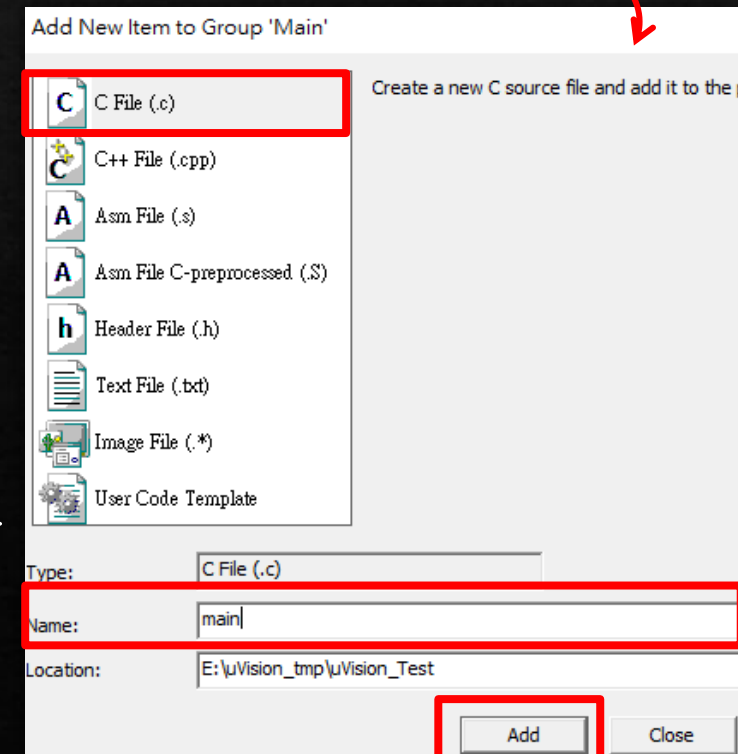 Add New Item to Group 'Main'
C File (.c)
Create a new C source file and add it to the
C++ File (.cpp)
Asm File (.s)
Asm File C-preprocessed (.S)
Header File (.h)
Text File (.txt)
Image File (.*)
User Code Template
Type:
C File (.c)
Name:
main
Location:
E:\uVision_tmp\uVision_Test
Add
Close